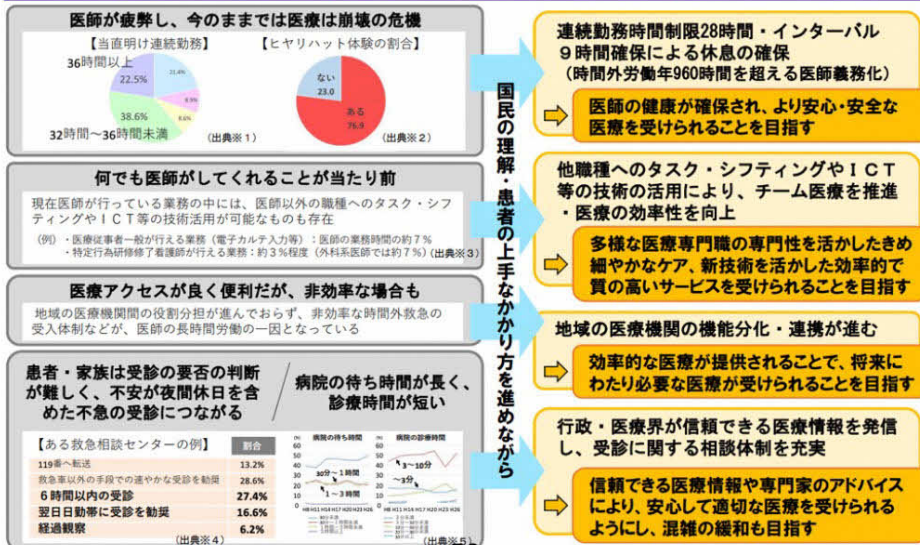 医師が疲弊し、今のままでは医療は崩壊の危機
【当直明け連続勤務】
【ヒヤリハット体験の割合】
36時間以上
22.5%
21.4%
8.9%
8.6%
38.6%
32時間～36時間未満
(出典※１)
ない
23.0
ある
76.9
(出典※２)
何でも医師がしてくれることが当たり前
現在医師が行っている業務の中には、医師以外の職種へのタスク・シフ
ティングやＩＣＴ等の技術活用が可能なものも存在
(例) ・医療従事者一般が行える業務（電子カルテ入力等）：医師の業務時間の約７％
・特定行為研修修了看護師が行える業務：約３％程度（外科系医師では約７％）
(出典※３)
医療アクセスが良く便利だが、非効率な場合も
地域の医療機関間の役割分担が進んでおらず、非効率な時間外救急の
受入体制などが、医師の長時間労働の一因となっている
患者・家族は受診の要否の判断
が難しく、不安が夜間休日を含
めた不急の受診につながる
病院の待ち時間が長く、
診療時間が短い
【ある救急相談センターの例】
割合
119番へ転送
13.2%
救急車以外の手段での速やかな受診を勧奨
28.6%
６時間以内の受診
27.4%
翌日日勤帯に受診を勧奨
16.6%
経過観察
6.2%
(出典※４)
病院の待ち時間
(%)
60
50
40
30
20
10
0
30分～１時間
１～３時間
H8 H11 H14 H17 H20 H23 H26
病院の診療時間
(%)
60
50
40
30
20
10
0
３～10分
～３分
H8 H11 H14 H17 H20 H23 H26
(出典※５)
国民の理解・患者の上手なかかり方を進めながら
連続勤務時間制限28時間・インターバル
９時間確保による休息の確保
（時間外労働年960時間を超える医師義務化）
医師の健康が確保され、より安心・安全な
医療を受けられることを目指す
他職種へのタスク・シフティングやＩＣＴ
等の技術の活用により、チーム医療を推進
・医療の効率性を向上
多様な医療専門職の専門性を活かしたきめ
細やかなケア、新技術を活かした効率的で
質の高いサービスを受けられることを目指す
地域の医療機関の機能分化・連携が進む
効率的な医療が提供されることで、将来に
わたり必要な医療が受けられることを目指す
行政・医療界が信頼できる医療情報を発信
し、受診に関する相談体制を充実
信頼できる医療情報や専門家のアドバイス
により、安心して適切な医療を受けられる
ようにし、混雑の緩和も目指す